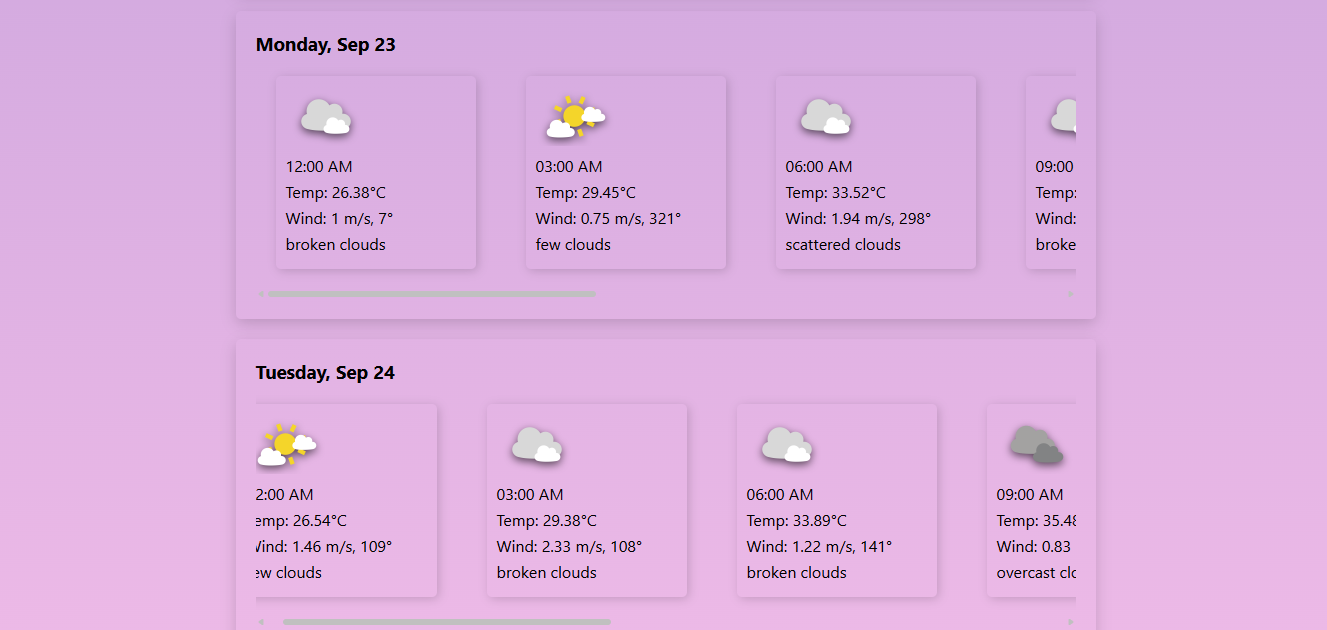 Monday, Sep 23
12:00 AM
Temp: 26.38°C
Wind: 1 m/s, 7°
broken clouds
03:00 AM
Temp: 29.45°C
Wind: 0.75 m/s, 321°
few clouds
06:00 AM
Temp: 33.52°C
Wind: 1.94 m/s, 298°
scattered clouds
09:00
Temp:
Wind:
broke
Tuesday, Sep 24
2:00 AM
emp: 26.54°C
Wind: 1.46 m/s, 109°
ew clouds
03:00 AM
Temp: 29.38°C
Wind: 2.33 m/s, 108°
broken clouds
06:00 AM
Temp: 33.89°C
Wind: 1.22 m/s, 141°
broken clouds
09:00 AM
Temp: 35.48
Wind: 0.83
overcast clo